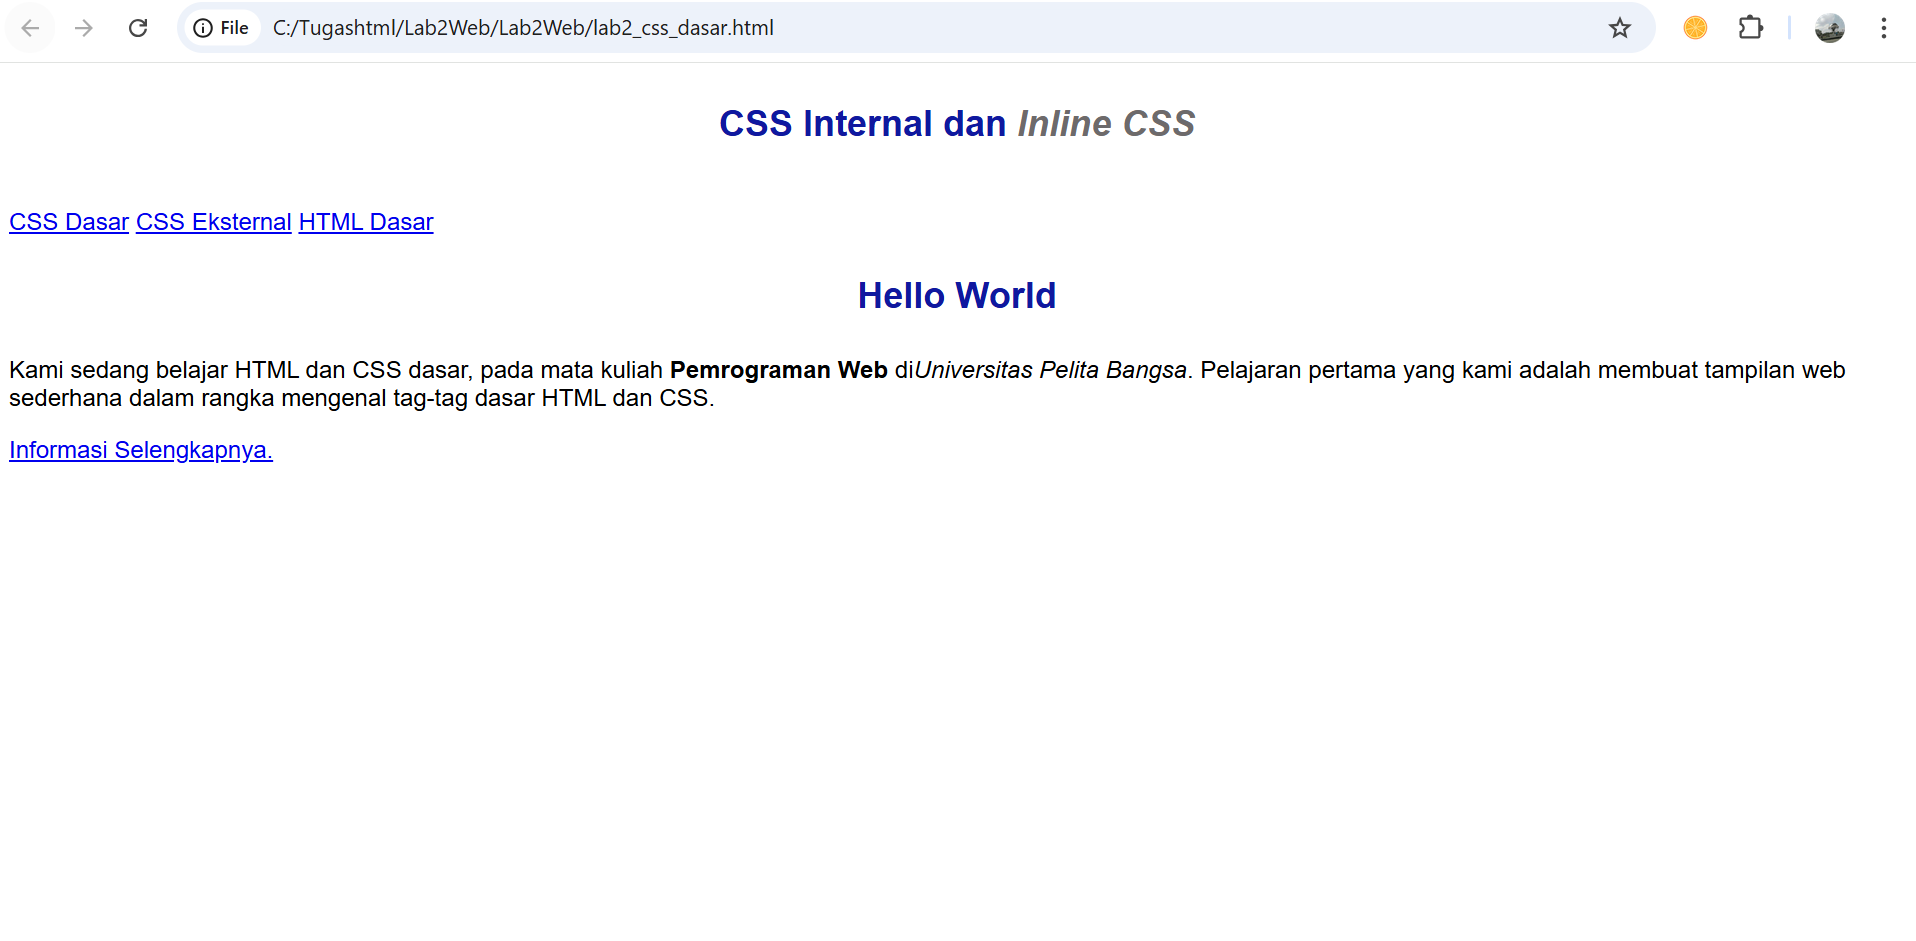 File C:/Tugashtml/Lab2Web/Lab2Web/lab2_css_dasar.html
CSS Internal dan Inline CSS
CSS Dasar CSS Eksternal HTML Dasar
Hello World
Kami sedang belajar HTML dan CSS dasar, pada mata kuliah Pemrograman Web diUniversitas Pelita Bangsa. Pelajaran pertama yang kami adalah membuat tampilan web
sederhana dalam rangka mengenal tag-tag dasar HTML dan CSS.
Informasi Selengkapnya.